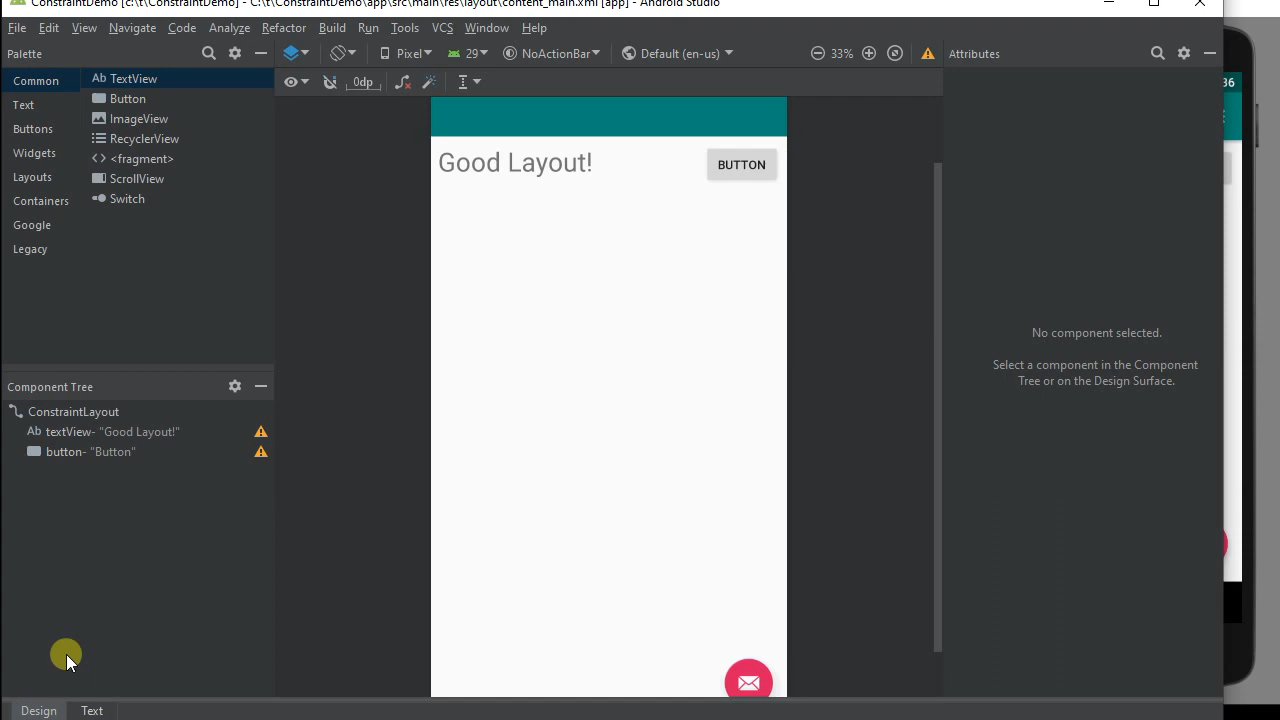 ConstraintDemo [c:\t\ConstraintDemo] - C:\t\ConstraintDemo\app\src\main\res\layout\content_main.xml [app] - Android Studio
File Edit View Navigate Code Analyze Refactor Build Run Tools VCS Window Help
Palette
Pixel 29 NoActionBar Default (en-us) 33%
Attributes
0dp
Common
Text
Buttons
Widgets
Layouts
Containers
Google
Legacy
Ab TextView
Button
ImageView
RecyclerView
<> <fragment>
ScrollView
Switch
Good Layout!
BUTTON
36
No component selected.
Select a component in the Component
Tree or on the Design Surface.
Component Tree
ConstraintLayout
Ab textView- "Good Layout!"
button- "Button"
Design Text